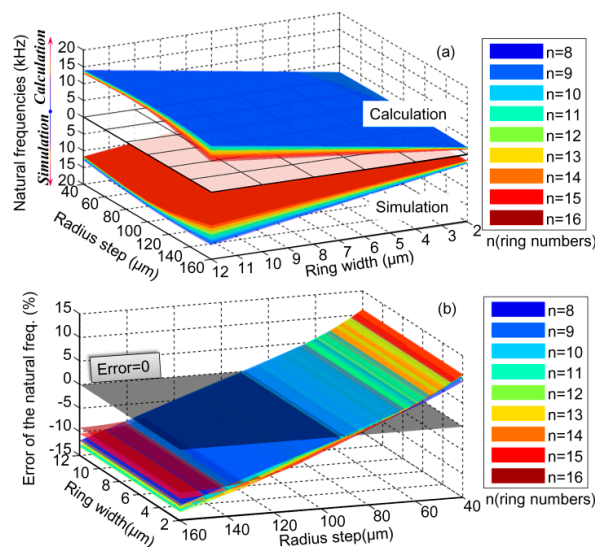 (a)
Natural frequencies (kHz)
Simulation Calculation
20
15
10
5
0
5
10
15
20
Calculation
Simulation
40
60
80
100
120
140
160
Radius step (μm)
12 11 10 9 8 7 6 5 4 3 2
Ring width (μm)
n=8
n=9
n=10
n=11
n=12
n=13
n=14
n=15
n=16
n(ring numbers)
(b)
Error of the natural freq. (%)
15
10
5
0
-5
-10
-15
Error=0
12
10
8
6
4
2
Ring width(μm)
160 140 120 100 80 60 40
Radius step(μm)
n=8
n=9
n=10
n=11
n=12
n=13
n=14
n=15
n=16
n(ring numbers)